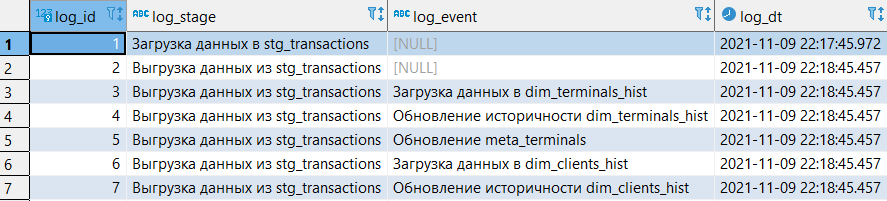 123 log_id ABC log_stage ABC log_event log_dt
1 1 Загрузка данных в stg_transactions [NULL] 2021-11-09 22:17:45.972
2 2 Выгрузка данных из stg_transactions [NULL] 2021-11-09 22:18:45.457
3 3 Выгрузка данных из stg_transactions Загрузка данных в dim_terminals_hist 2021-11-09 22:18:45.457
4 4 Выгрузка данных из stg_transactions Обновление историчности dim_terminals_hist 2021-11-09 22:18:45.457
5 5 Выгрузка данных из stg_transactions Обновление meta_terminals 2021-11-09 22:18:45.457
6 6 Выгрузка данных из stg_transactions Загрузка данных в dim_clients_hist 2021-11-09 22:18:45.457
7 7 Выгрузка данных из stg_transactions Обновление историчности dim_clients_hist 2021-11-09 22:18:45.457